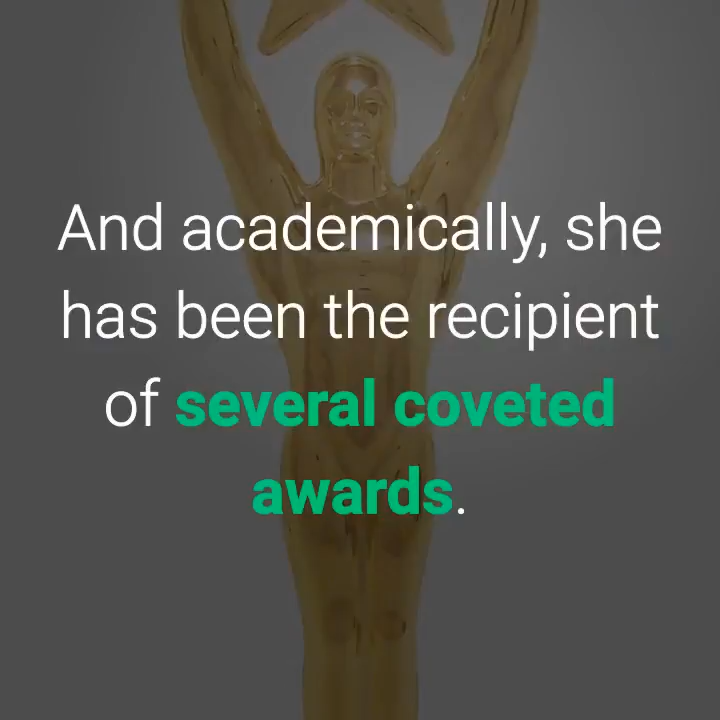 And academically, she
has been the recipient
of several coveted
awards.